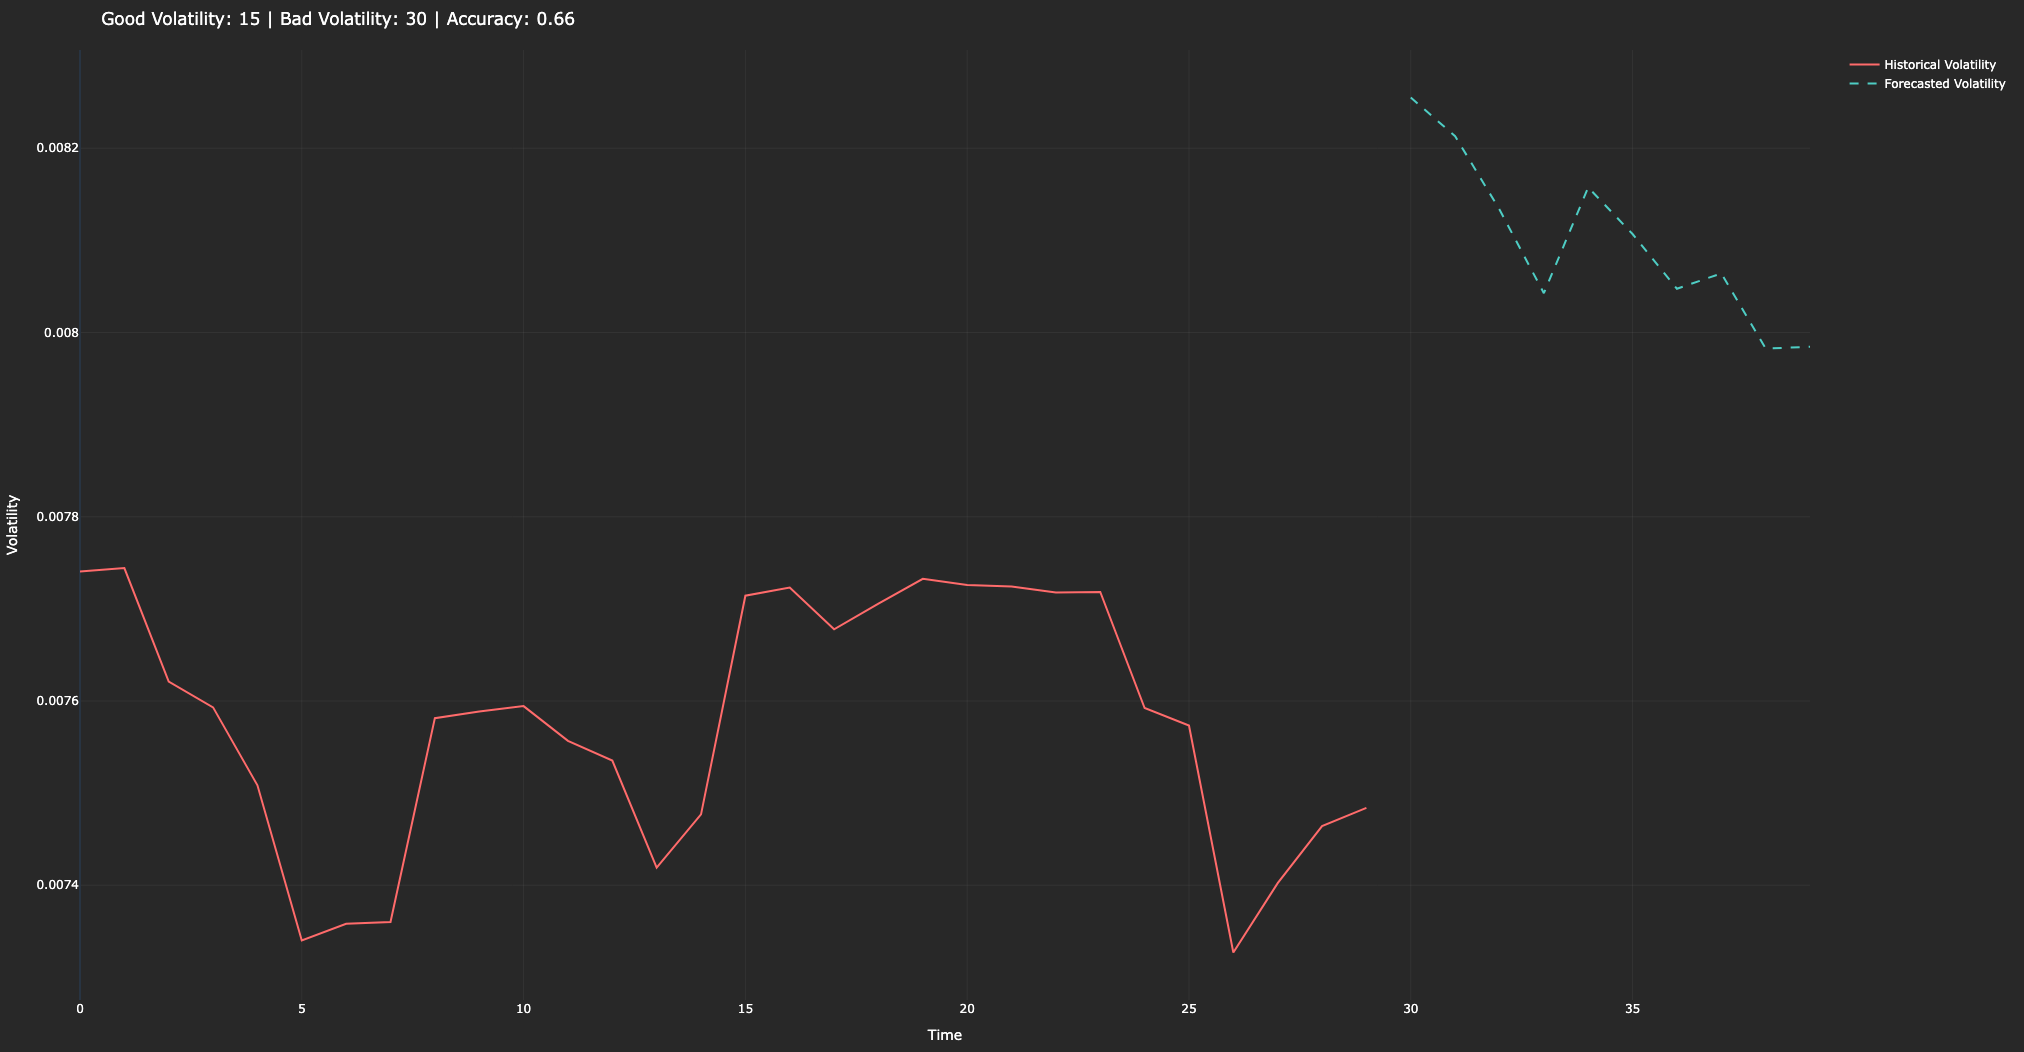 Good Volatility: 15 | Bad Volatility: 30 | Accuracy: 0.66
Historical Volatility
Forecasted Volatility
0.0082
0.008
0.0078
0.0076
0.0074
Volatility
0 5 10 15 20 25 30 35
Time